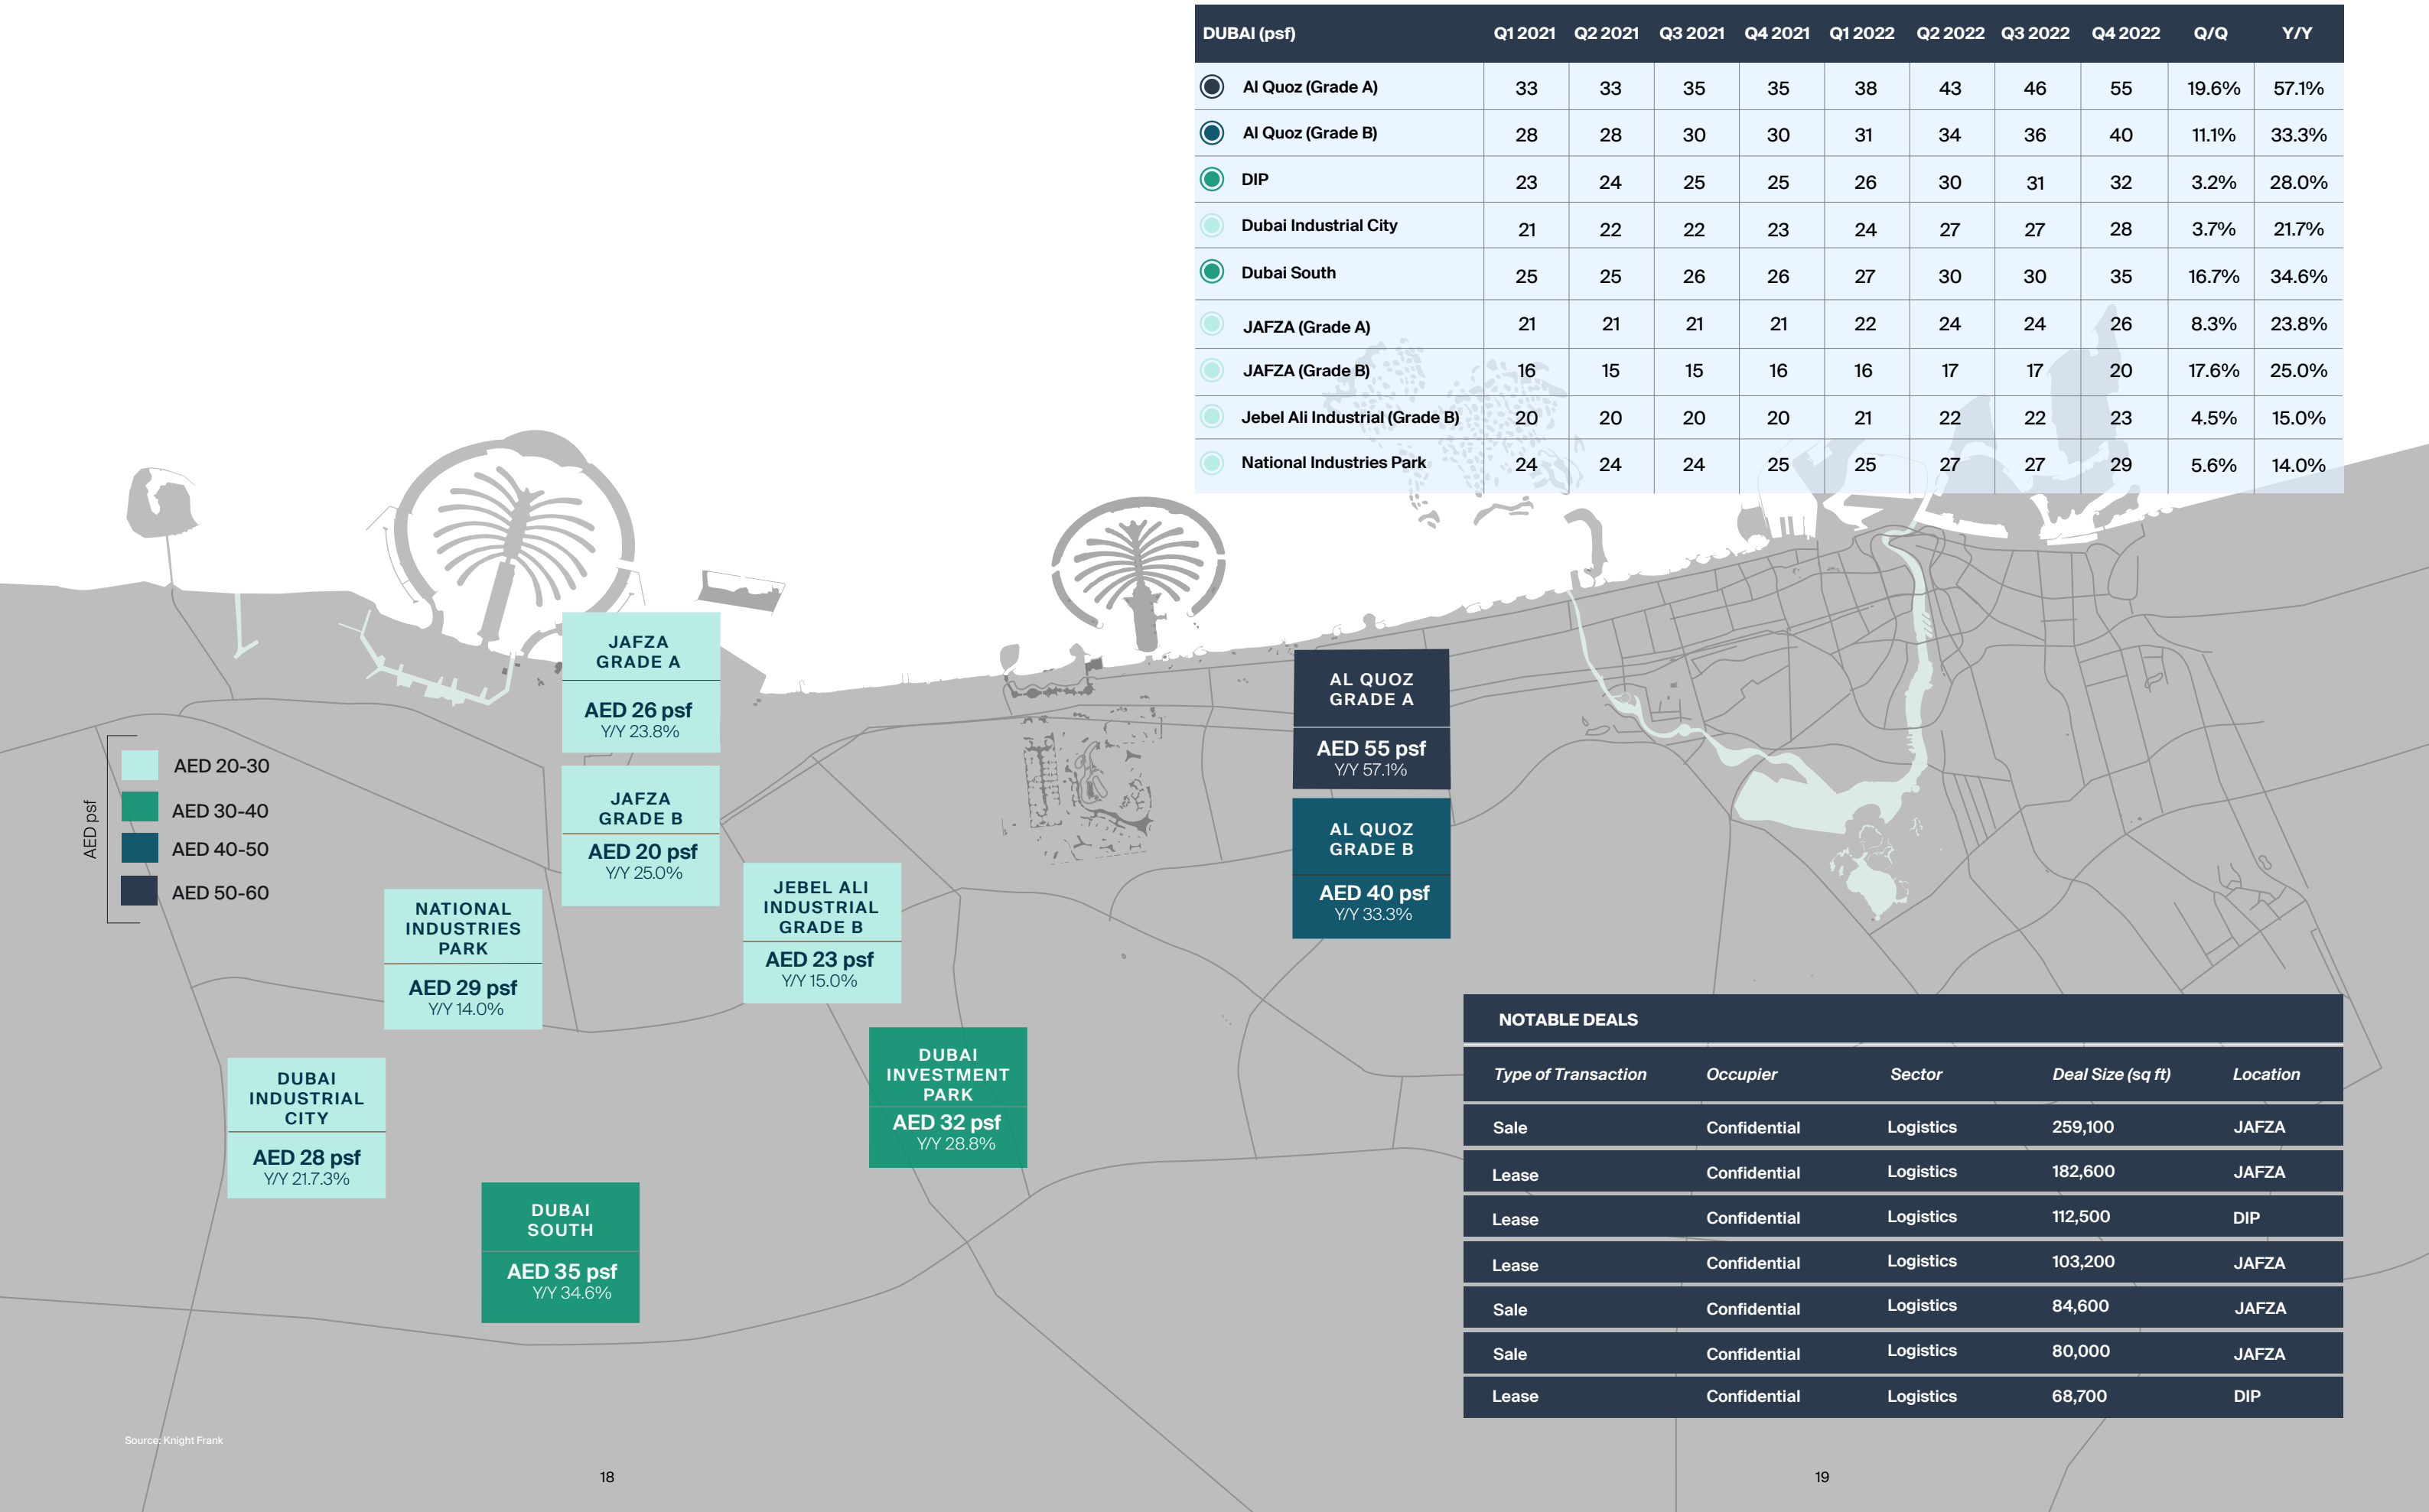 DUBAI (psf) Q1 2021 Q2 2021 Q3 2021 Q4 2021 Q1 2022 Q2 2022 Q3 2022 Q4 2022 Q/Q Y/Y
Al Quoz (Grade A) 33 33 35 35 38 43 46 55 19.6% 57.1%
Al Quoz (Grade B) 28 28 30 30 31 34 36 40 11.1% 33.3%
DIP 23 24 25 25 26 30 31 32 3.2% 28.0%
Dubai Industrial City 21 22 22 23 24 27 27 28 3.7% 21.7%
Dubai South 25 25 26 26 27 30 30 35 16.7% 34.6%
JAFZA (Grade A) 21 21 21 21 22 24 24 26 8.3% 23.8%
JAFZA (Grade B) 16 15 15 16 16 17 17 20 17.6% 25.0%
Jebel Ali Industrial (Grade B) 20 20 20 20 21 22 22 23 4.5% 15.0%
National Industries Park 24 24 24 25 25 27 27 29 5.6% 14.0%
JAFZA
GRADE A
AED 26 psf
Y/Y 23.8%
JAFZA
GRADE B
AED 20 psf
Y/Y 25.0%
AL QUOZ
GRADE A
AED 55 psf
Y/Y 57.1%
AL QUOZ
GRADE B
AED 40 psf
Y/Y 33.3%
AED psf
AED 20-30
AED 30-40
AED 40-50
AED 50-60
NATIONAL
INDUSTRIES
PARK
AED 29 psf
Y/Y 14.0%
JEBEL ALI
INDUSTRIAL
GRADE B
AED 23 psf
Y/Y 15.0%
DUBAI
INDUSTRIAL
CITY
AED 28 psf
Y/Y 21.7.3%
DUBAI
INVESTMENT
PARK
AED 32 psf
Y/Y 28.8%
DUBAI
SOUTH
AED 35 psf
Y/Y 34.6%
NOTABLE DEALS
Type of Transaction Occupier Sector Deal Size (sq ft) Location
Sale Confidential Logistics 259,100 JAFZA
Lease Confidential Logistics 182,600 JAFZA
Lease Confidential Logistics 112,500 DIP
Lease Confidential Logistics 103,200 JAFZA
Sale Confidential Logistics 84,600 JAFZA
Sale Confidential Logistics 80,000 JAFZA
Lease Confidential Logistics 68,700 DIP
Source: Knight Frank
18
19